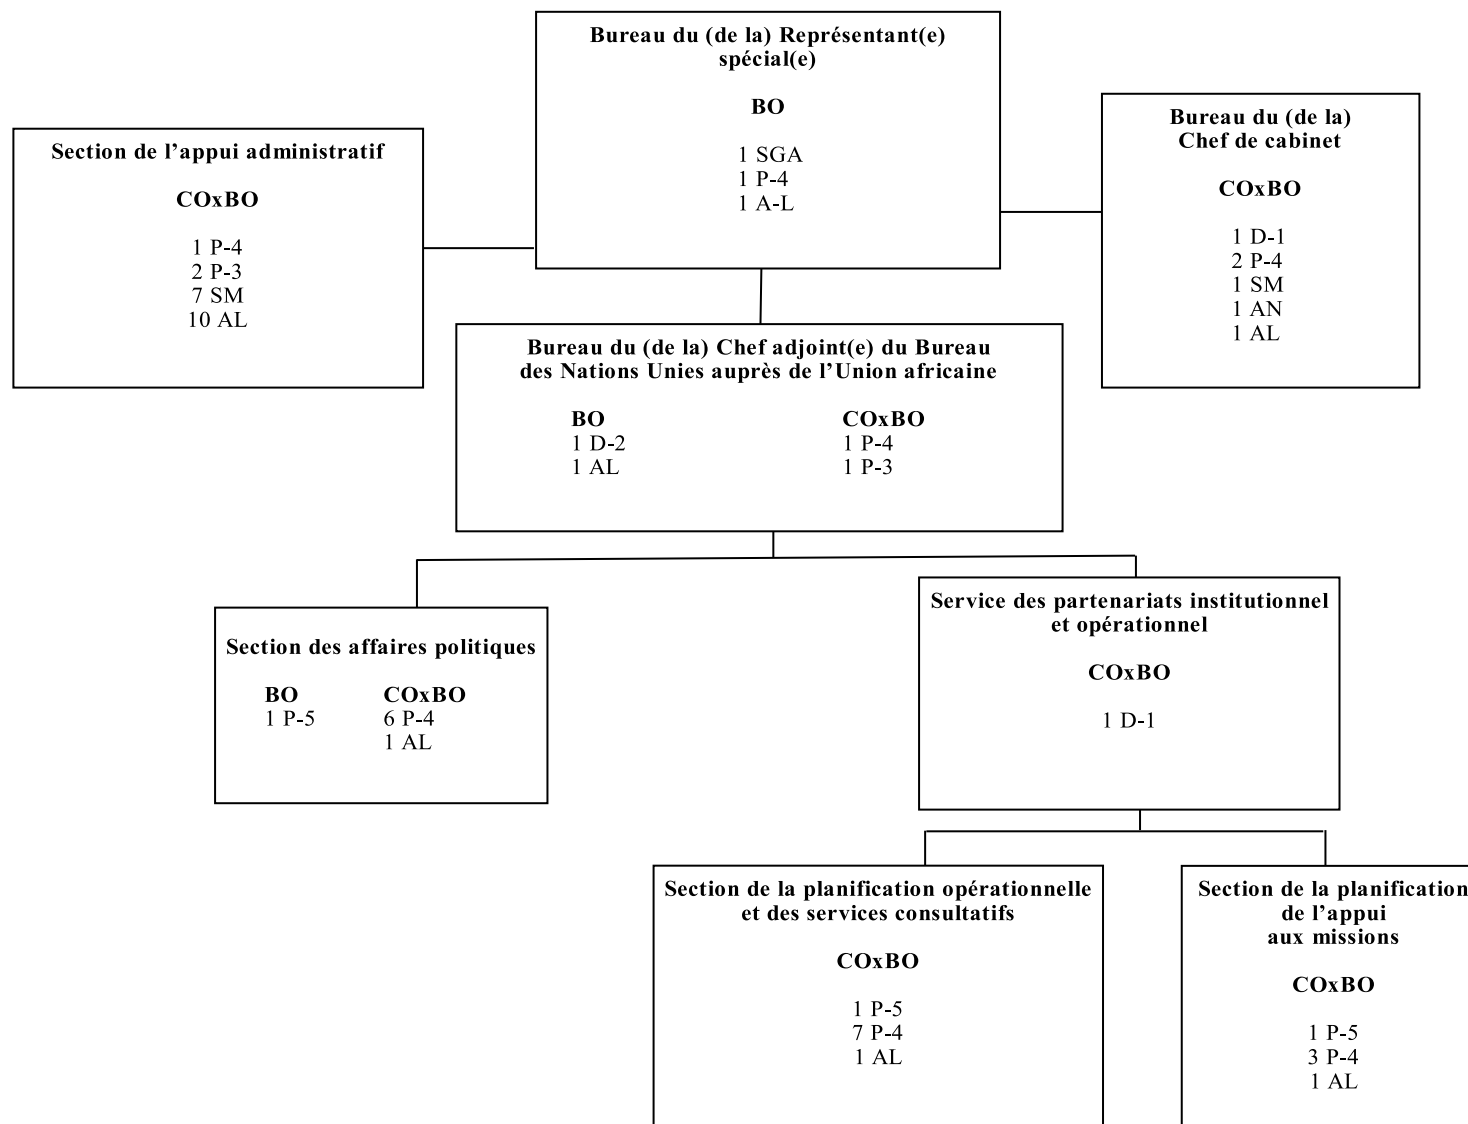 Bureau du (de la) Représentant(e)
spécial(e)
BO
1 SGA
1 P-4
1 A-L
Section de l’appui administratif
COxBO
1 P-4
2 P-3
7 SM
10 AL
Bureau du (de la)
Chef de cabinet
COxBO
1 D-1
2 P-4
1 SM
1 AN
1 AL
Bureau du (de la) Chef adjoint(e) du Bureau
des Nations Unies auprès de l’Union africaine
BO
1 D-2
1 AL
COxBO
1 P-4
1 P-3
Section des affaires politiques
BO
1 P-5
COxBO
6 P-4
1 AL
Service des partenariats institutionnel
et opérationnel
COxBO
1 D-1
Section de la planification opérationnelle
et des services consultatifs
COxBO
1 P-5
7 P-4
1 AL
Section de la planification
de l’appui
aux missions
COxBO
1 P-5
3 P-4
1 AL